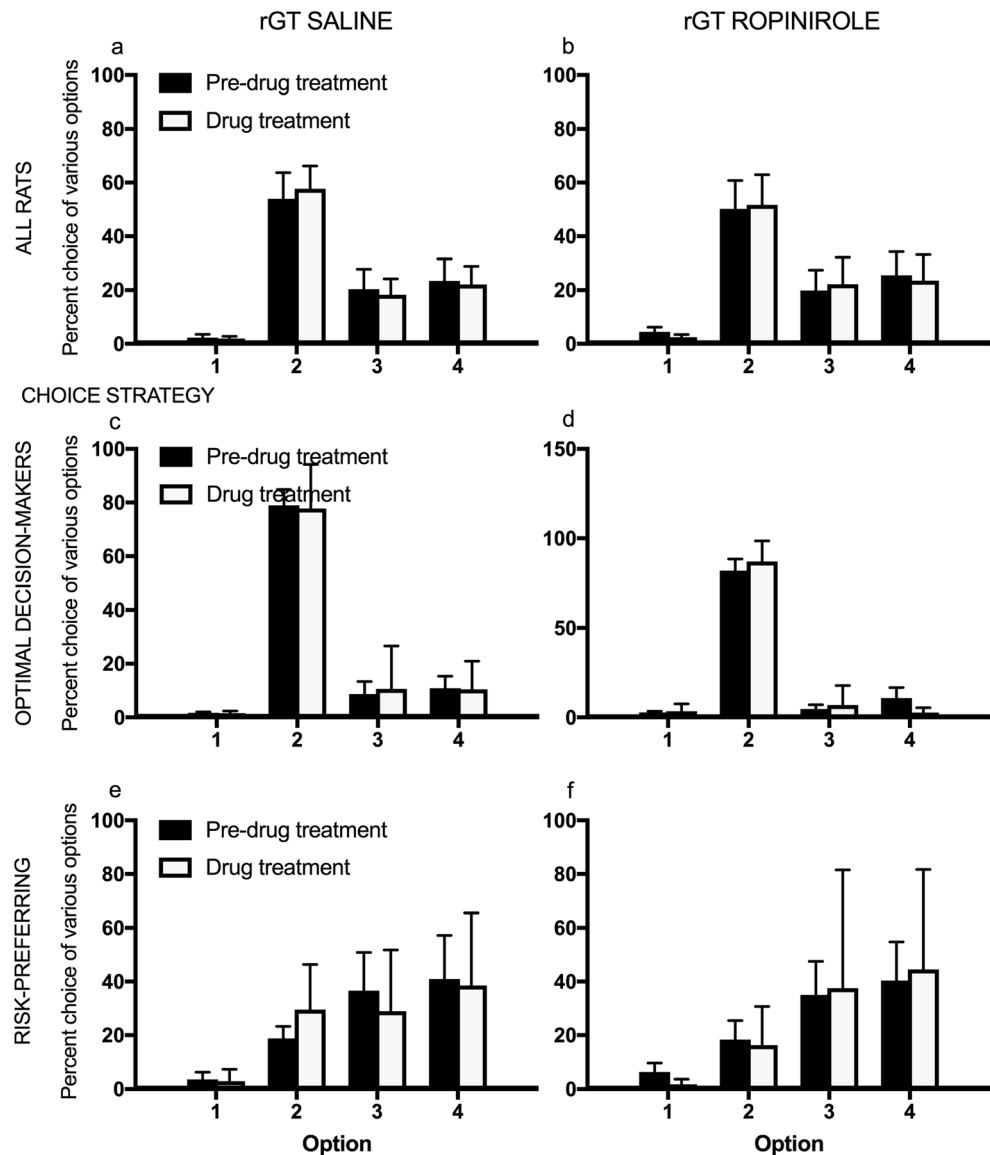 rGT SALINE
rGT ROPINIROLE
a
b
ALL RATS
Percent choice of various options
100
80
60
40
20
0
Pre-drug treatment
Drug treatment
1 2 3 4
100
80
60
40
20
0
1 2 3 4
CHOICE STRATEGY
c
d
OPTIMAL DECISION-MAKERS
Percent choice of various options
100
80
60
40
20
0
Pre-drug treatment
Drug treatment
1 2 3 4
150
100
50
0
1 2 3 4
e
f
RISK-PREFERRING
Percent choice of various options
100
80
60
40
20
0
Pre-drug treatment
Drug treatment
1 2 3 4
Option
100
80
60
40
20
0
1 2 3 4
Option